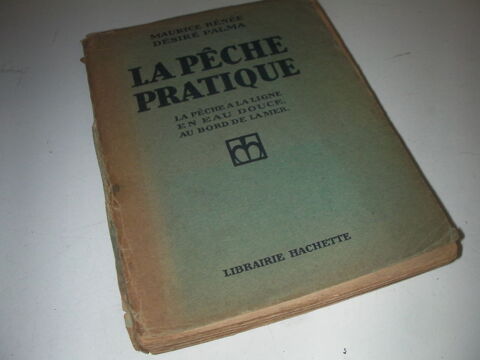 MAURICE RÉNÉE
DÉSIRÉ PALMA
LA PÊCHE
PRATIQUE
LA PÊCHE A LA LIGNE
EN EAU DOUCE.
AU BORD DE LA MER.
LIBRAIRIE HACHETTE